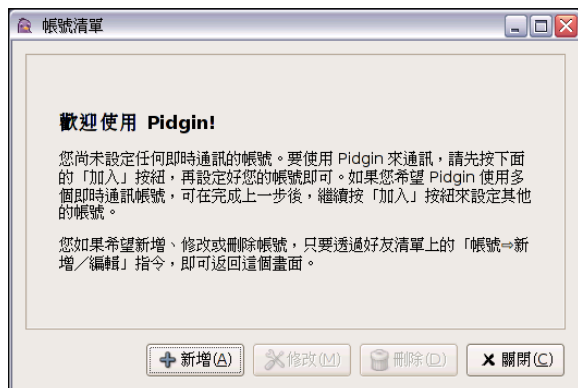 帳號清單
歡迎使用 Pidgin!
您尚未設定任何即時通訊的帳號。要使用 Pidgin 來通訊，請先按下面
的「加入」按紐，再設定好您的帳號即可。如果您希望 Pidgin 使用多
個即時通訊帳號，可在完成上一步後，繼續按「加入」按紐來設定其他
的帳號。
您如果希望新增、修改或刪除帳號，只要透過好友清單上的「帳號⇒新
增／編輯」指令，即可返回這個畫面。
新增(A) 修改(M) 刪除(D) 關閉(C)